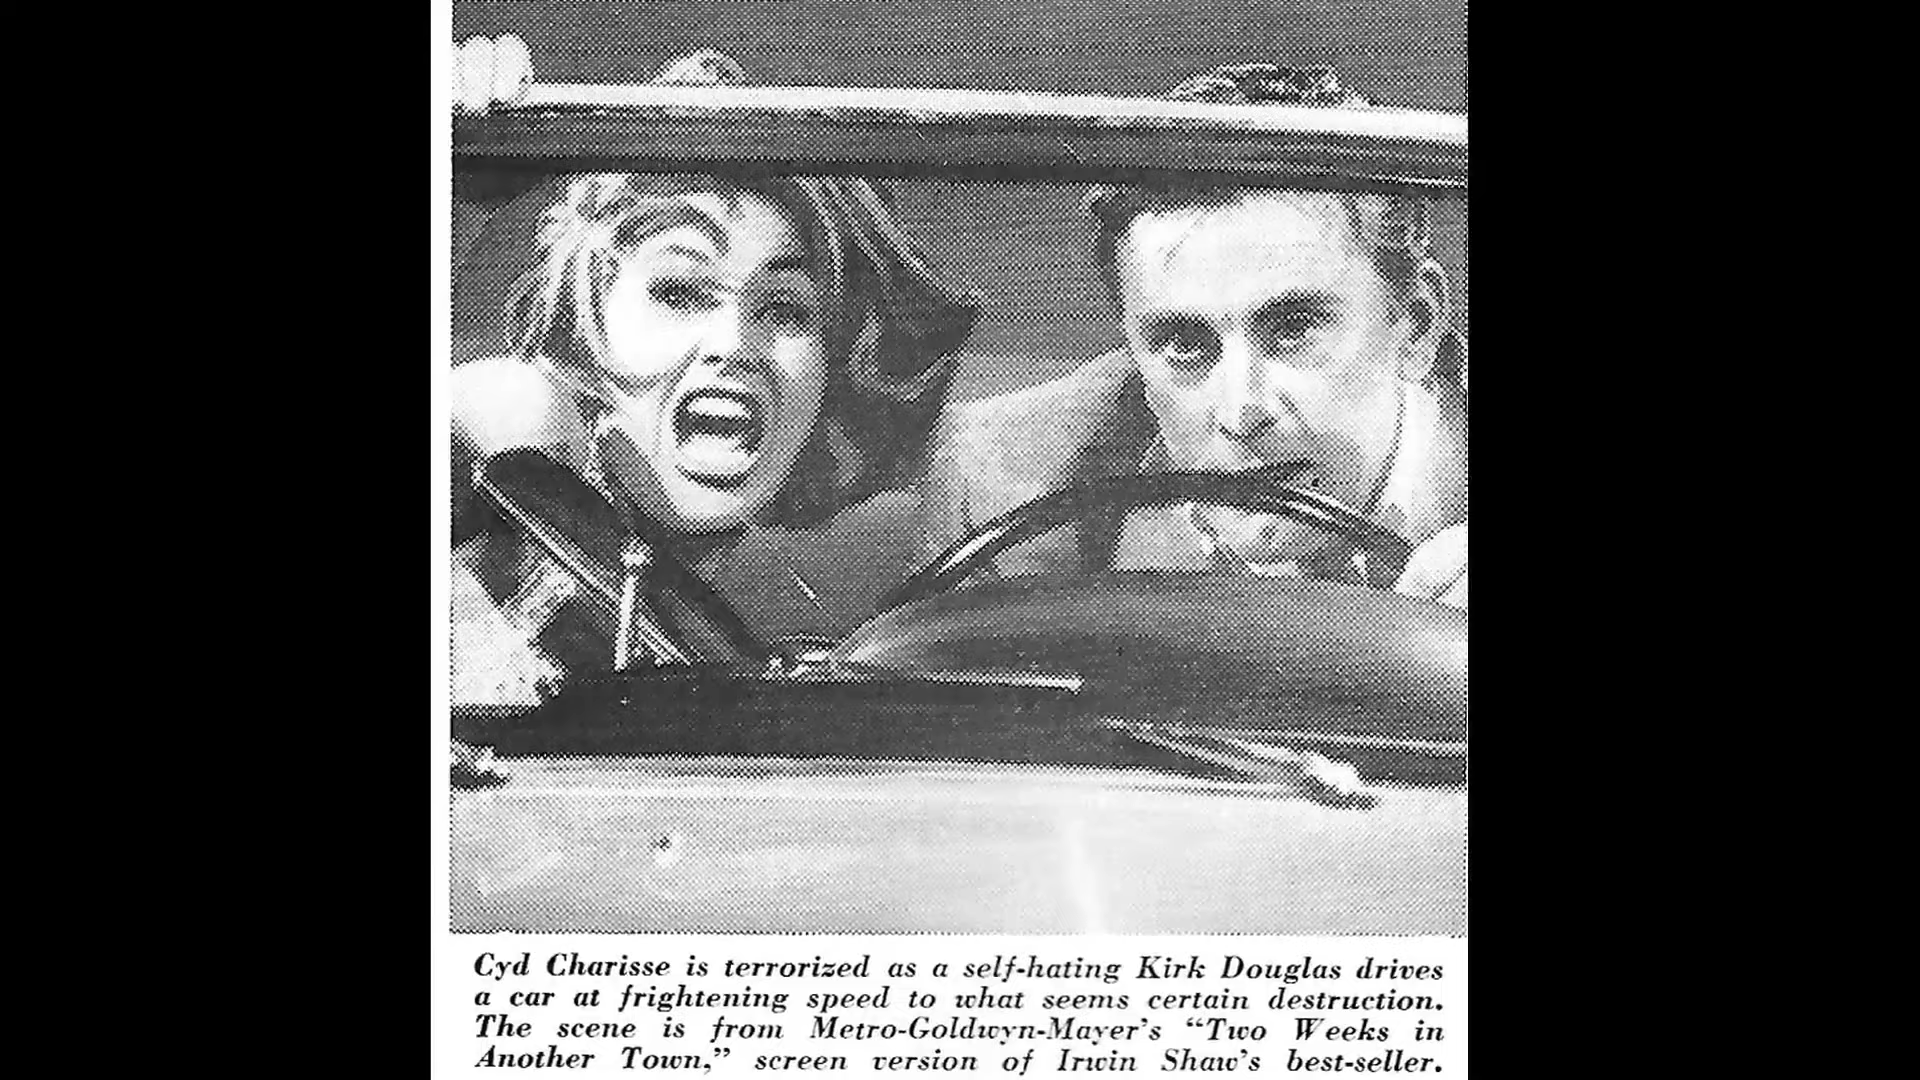 Cyd Charisse is terrorized as a self-hating Kirk Douglas drives
a car at frightening speed to what seems certain destruction.
The scene is from Metro-Goldwyn-Mayer's “Two Weeks in
Another Town,” screen version of Irwin Shaw's best-seller.